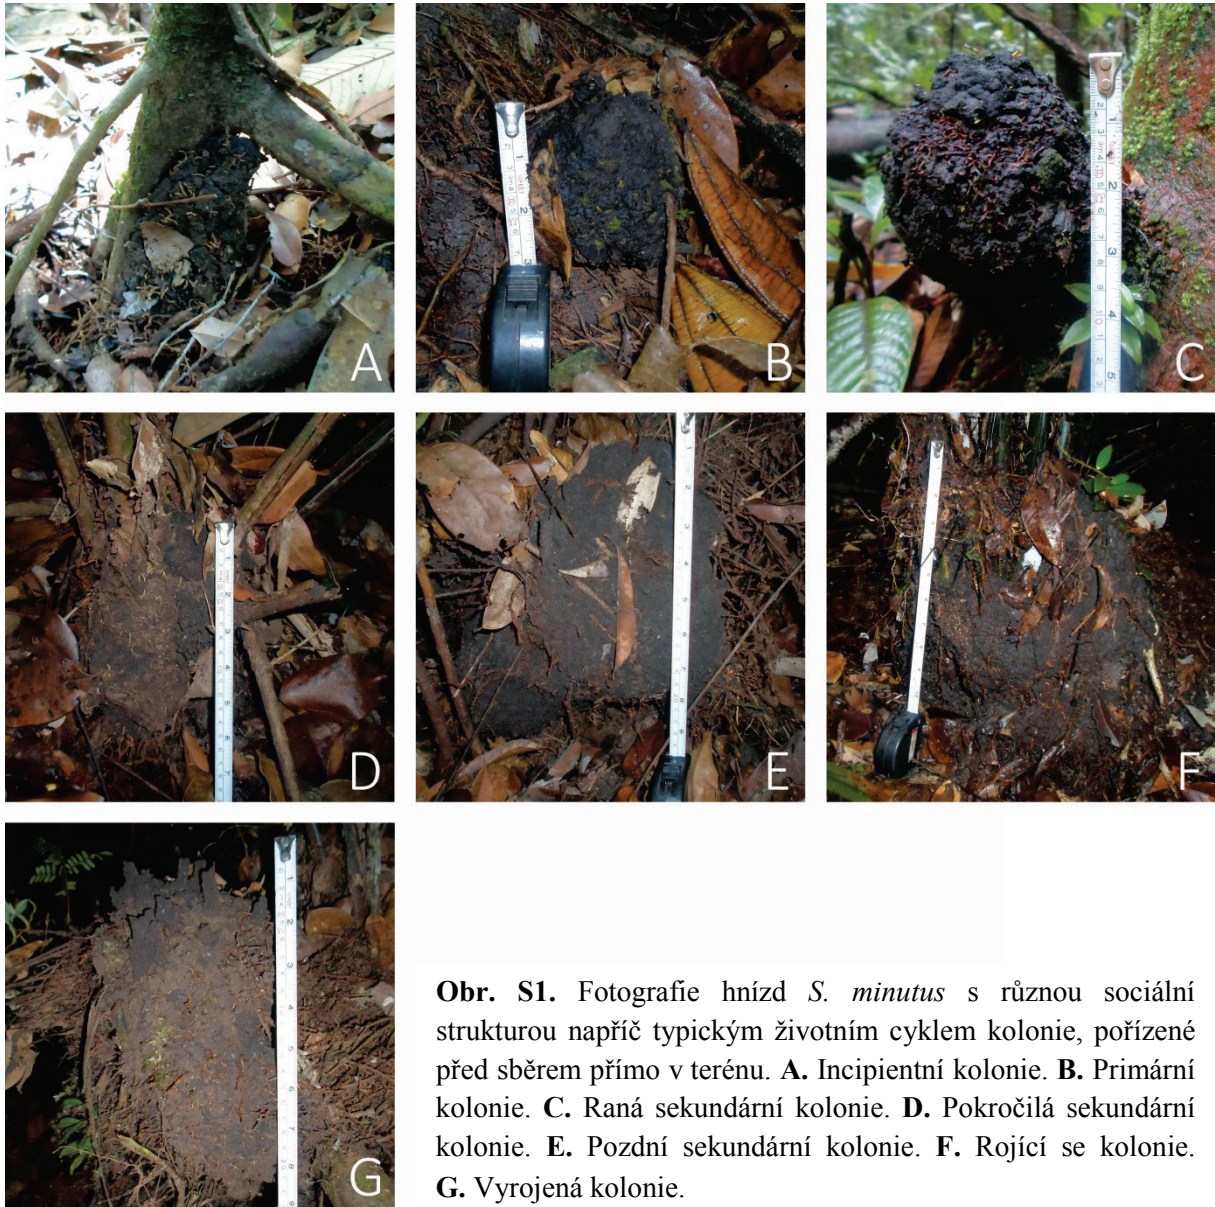 A
B
C
D
E
F
G
Obr. S1. Fotografie hnízd S. minutus s různou sociální
strukturou napříč typickým životním cyklem kolonie, pořízené
před sběrem přímo v terénu. A. Incipientní kolonie. B. Primární
kolonie. C. Raná sekundární kolonie. D. Pokročilá sekundární
kolonie. E. Pozdní sekundární kolonie. F. Rojící se kolonie.
G. Vyrojená kolonie.